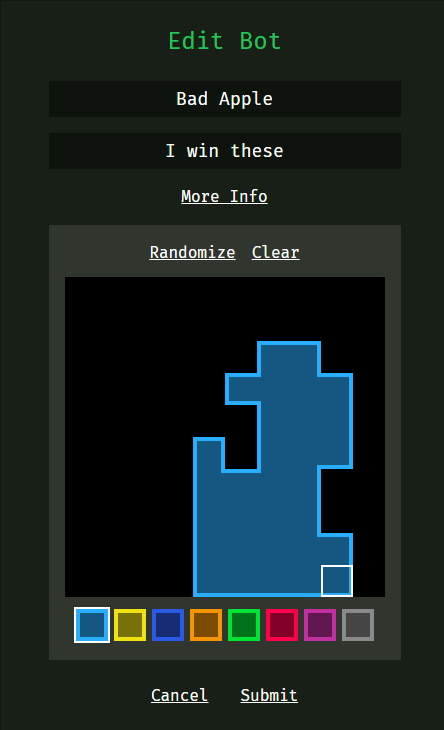 Edit Bot
Bad Apple
I win these
More Info
Randomize Clear
Cancel Submit